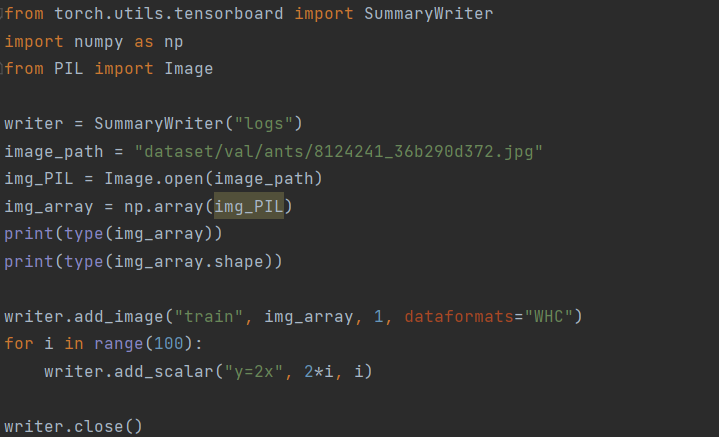 from torch.utils.tensorboard import SummaryWriter
import numpy as np
from PIL import Image
writer = SummaryWriter("logs")
image_path = "dataset/val/ants/8124241_36b290d372.jpg"
img_PIL = Image.open(image_path)
img_array = np.array(img_PIL)
print(type(img_array))
print(type(img_array.shape))
writer.add_image("train", img_array, 1, dataformats="WHC")
for i in range(100):
    writer.add_scalar("y=2x", 2*i, i)
writer.close()